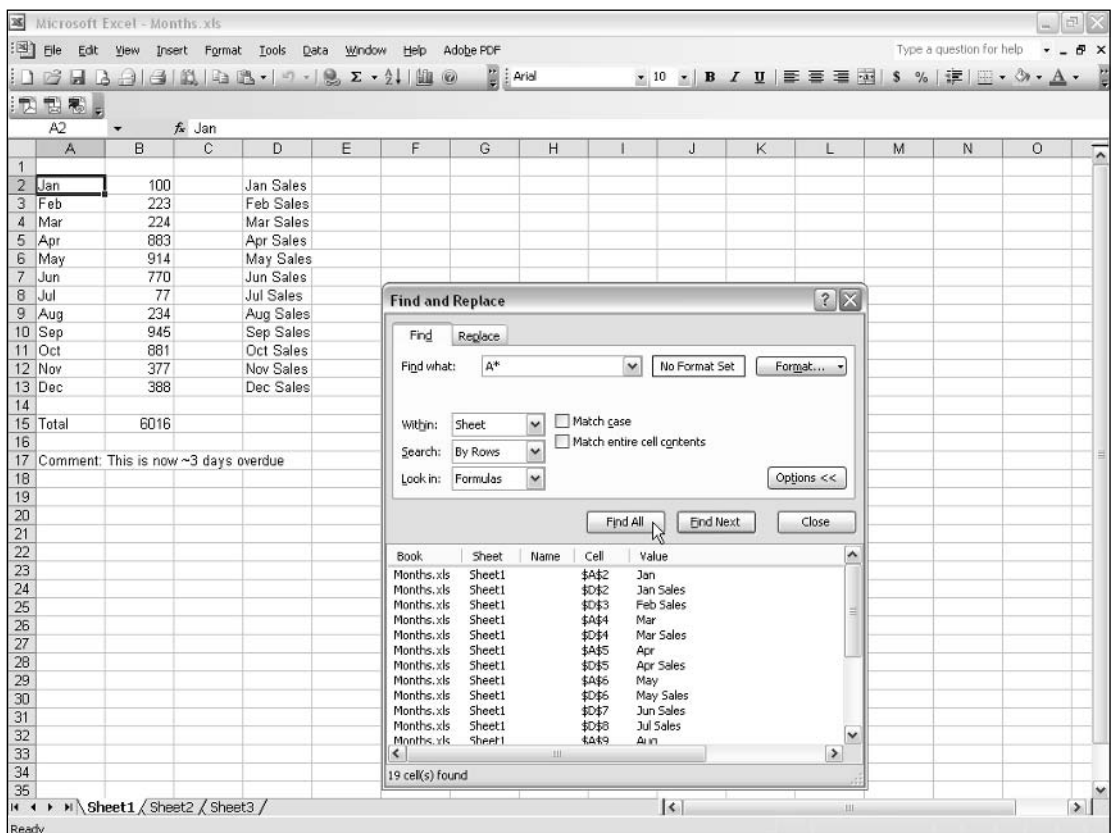 Microsoft Excel - Months.xls
File Edit View Insert Format Tools Data Window Help Adobe PDF Type a question for help
Arial 10 B I U $ %
A2 fx Jan
A B C D E F G H I J K L M N O
1
2 Jan 100 Jan Sales
3 Feb 223 Feb Sales
4 Mar 224 Mar Sales
5 Apr 883 Apr Sales
6 May 914 May Sales
7 Jun 770 Jun Sales
8 Jul 77 Jul Sales
9 Aug 234 Aug Sales
10 Sep 945 Sep Sales
11 Oct 881 Oct Sales
12 Nov 377 Nov Sales
13 Dec 388 Dec Sales
14
15 Total 6016
16
17 Comment: This is now ~3 days overdue
18
19
20
21
22
23
24
25
26
27
28
29
30
31
32
33
34
35
Find and Replace
Find Replace
Find what: A* No Format Set Format...
Within: Sheet Match case
Match entire cell contents
Search: By Rows
Look in: Formulas Options <<
Find All Find Next Close
Book Sheet Name Cell Value
Months.xls Sheet1 $A$2 Jan
Months.xls Sheet1 $D$2 Jan Sales
Months.xls Sheet1 $D$3 Feb Sales
Months.xls Sheet1 $A$4 Mar
Months.xls Sheet1 $D$4 Mar Sales
Months.xls Sheet1 $A$5 Apr
Months.xls Sheet1 $D$5 Apr Sales
Months.xls Sheet1 $A$6 May
Months.xls Sheet1 $D$6 May Sales
Months.xls Sheet1 $D$7 Jun Sales
Months.xls Sheet1 $D$8 Jul Sales
Months.xls Sheet1 $A$9 Aug
19 cell(s) found
Sheet1 Sheet2 Sheet3
Ready